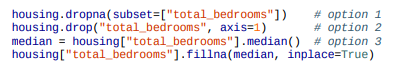 housing.dropna(subset=["total_bedrooms"])    # option 1
housing.drop("total_bedrooms", axis=1)       # option 2
median = housing["total_bedrooms"].median()  # option 3
housing["total_bedrooms"].fillna(median, inplace=True)